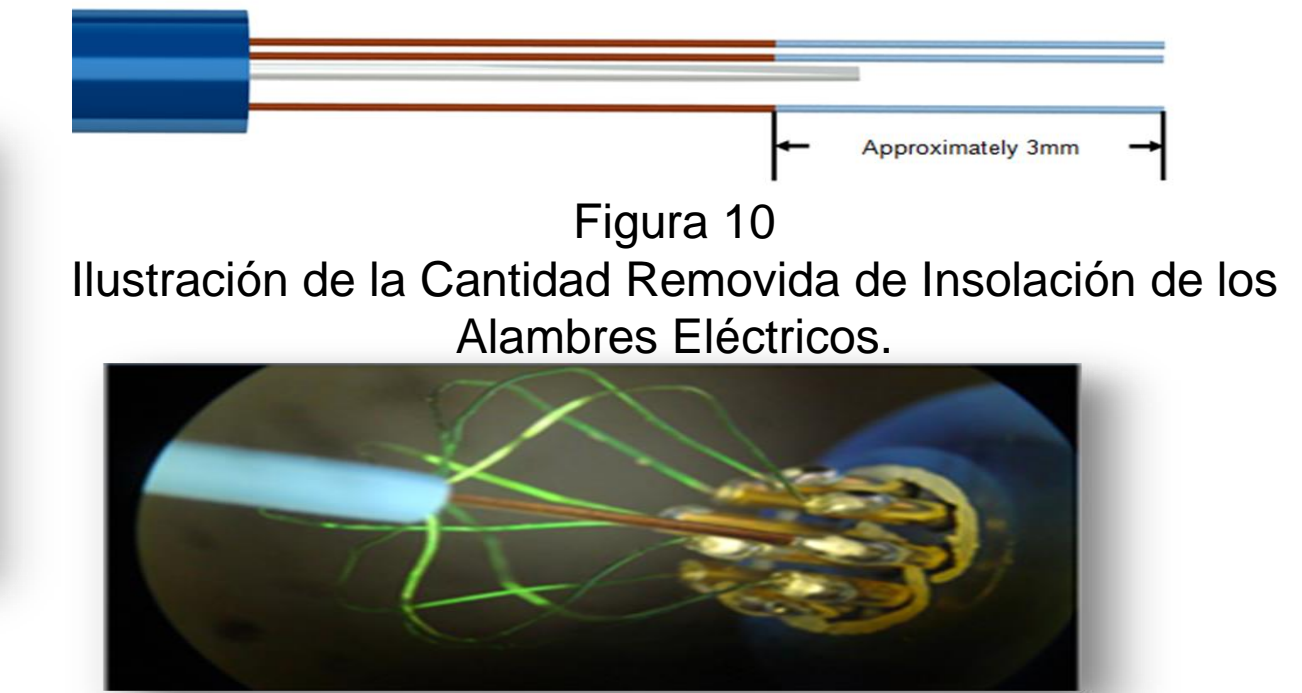 Approximately 3mm
Figura 10
Ilustración de la Cantidad Removida de Insolación de los
Alambres Eléctricos.